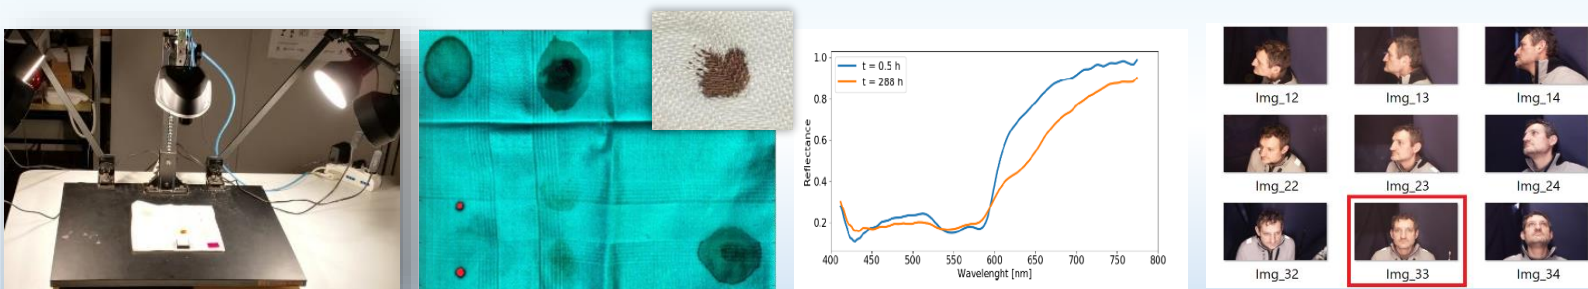 1.0
0.8
0.6
0.4
0.2
Reflectance
t = 0.5 h
t = 288 h
400 450 500 550 600 650 700 750 800
Wavelenght [nm]
Img_12 Img_13 Img_14
Img_22 Img_23 Img_24
Img_32 Img_33 Img_34